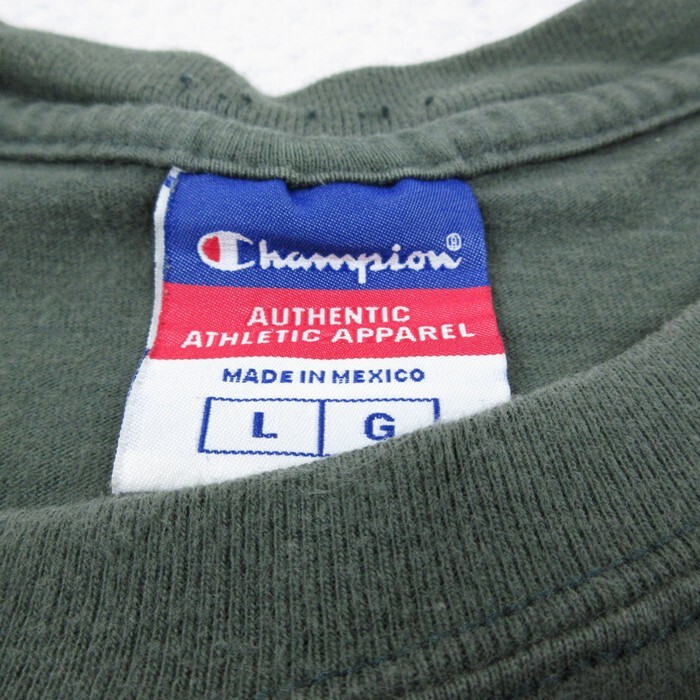 Champion®
AUTHENTIC
ATHLETIC APPAREL
MADE IN MEXICO
L G